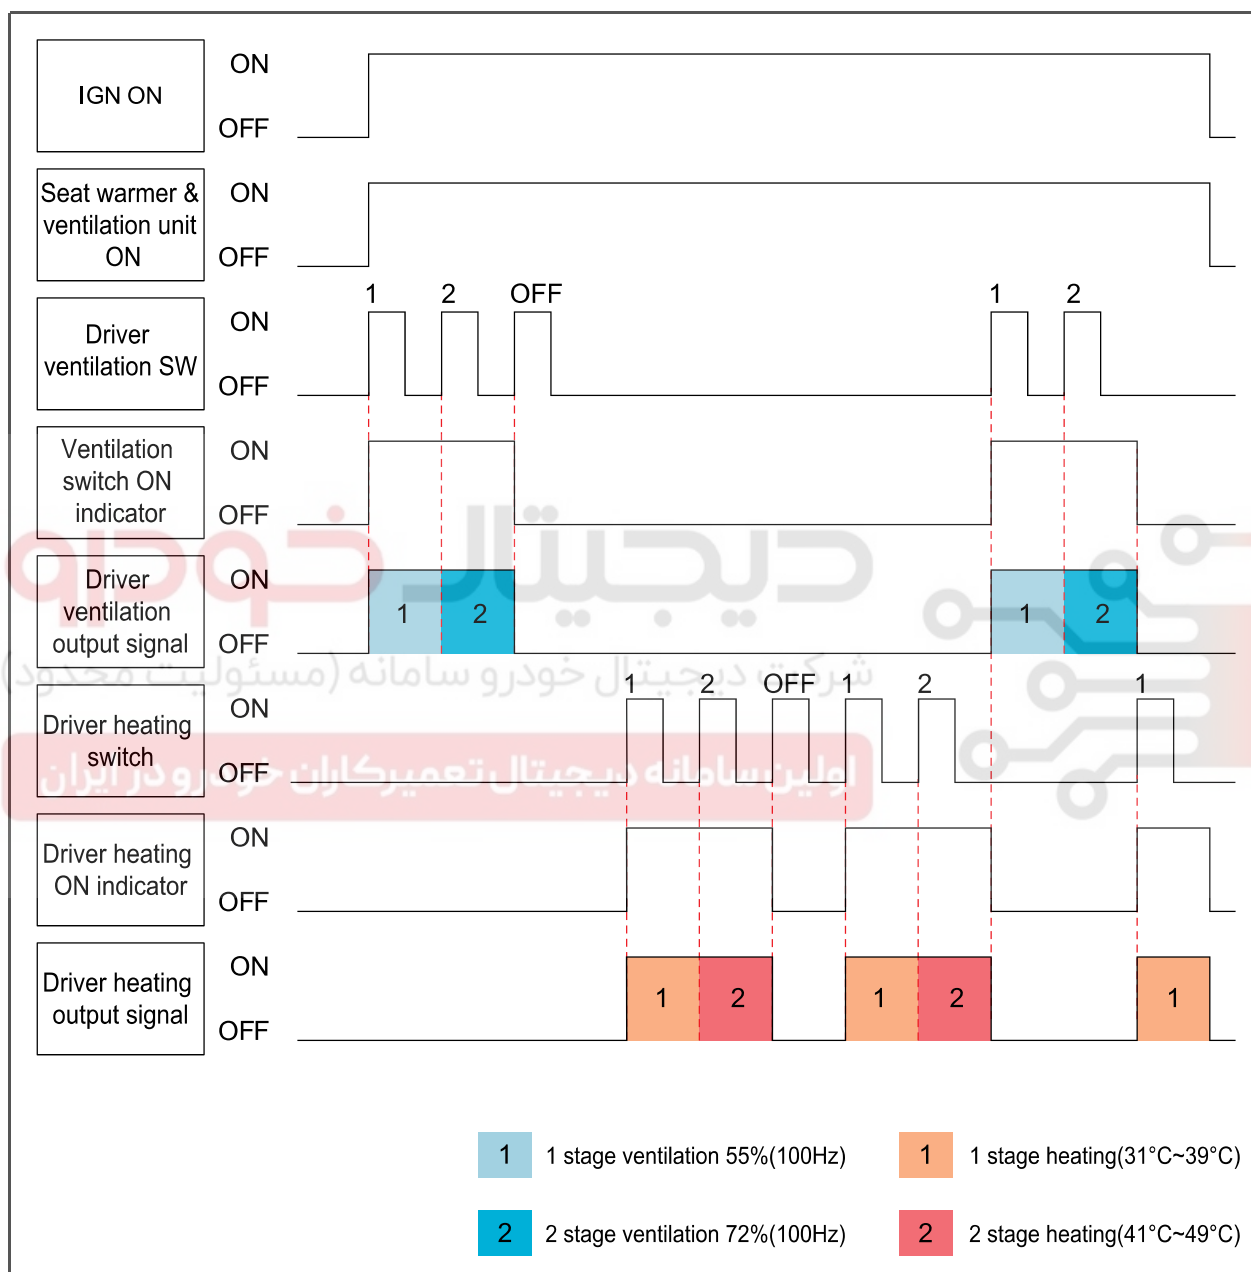 IGN ON
ON
OFF
Seat warmer &
ventilation unit
ON
ON
OFF
1 2 OFF 1 2
Driver
ventilation SW
ON
OFF
Ventilation
switch ON
indicator
ON
OFF
دیجیتال خودرو
Driver
ventilation
output signal
ON
OFF
1 2 1 2
شرکت دیجیتال خودرو سامانه (مسئولیت محدود)
1 2 OFF 1 2 1
Driver heating
switch
ON
OFF
اولین سامانه دیجیتال تعمیرکاران خودرو در ایران
Driver heating
ON indicator
ON
OFF
Driver heating
output signal
ON
OFF
1 2 1 2 1
1 1 stage ventilation 55%(100Hz)
1 1 stage heating(31°C~39°C)
2 2 stage ventilation 72%(100Hz)
2 2 stage heating(41°C~49°C)